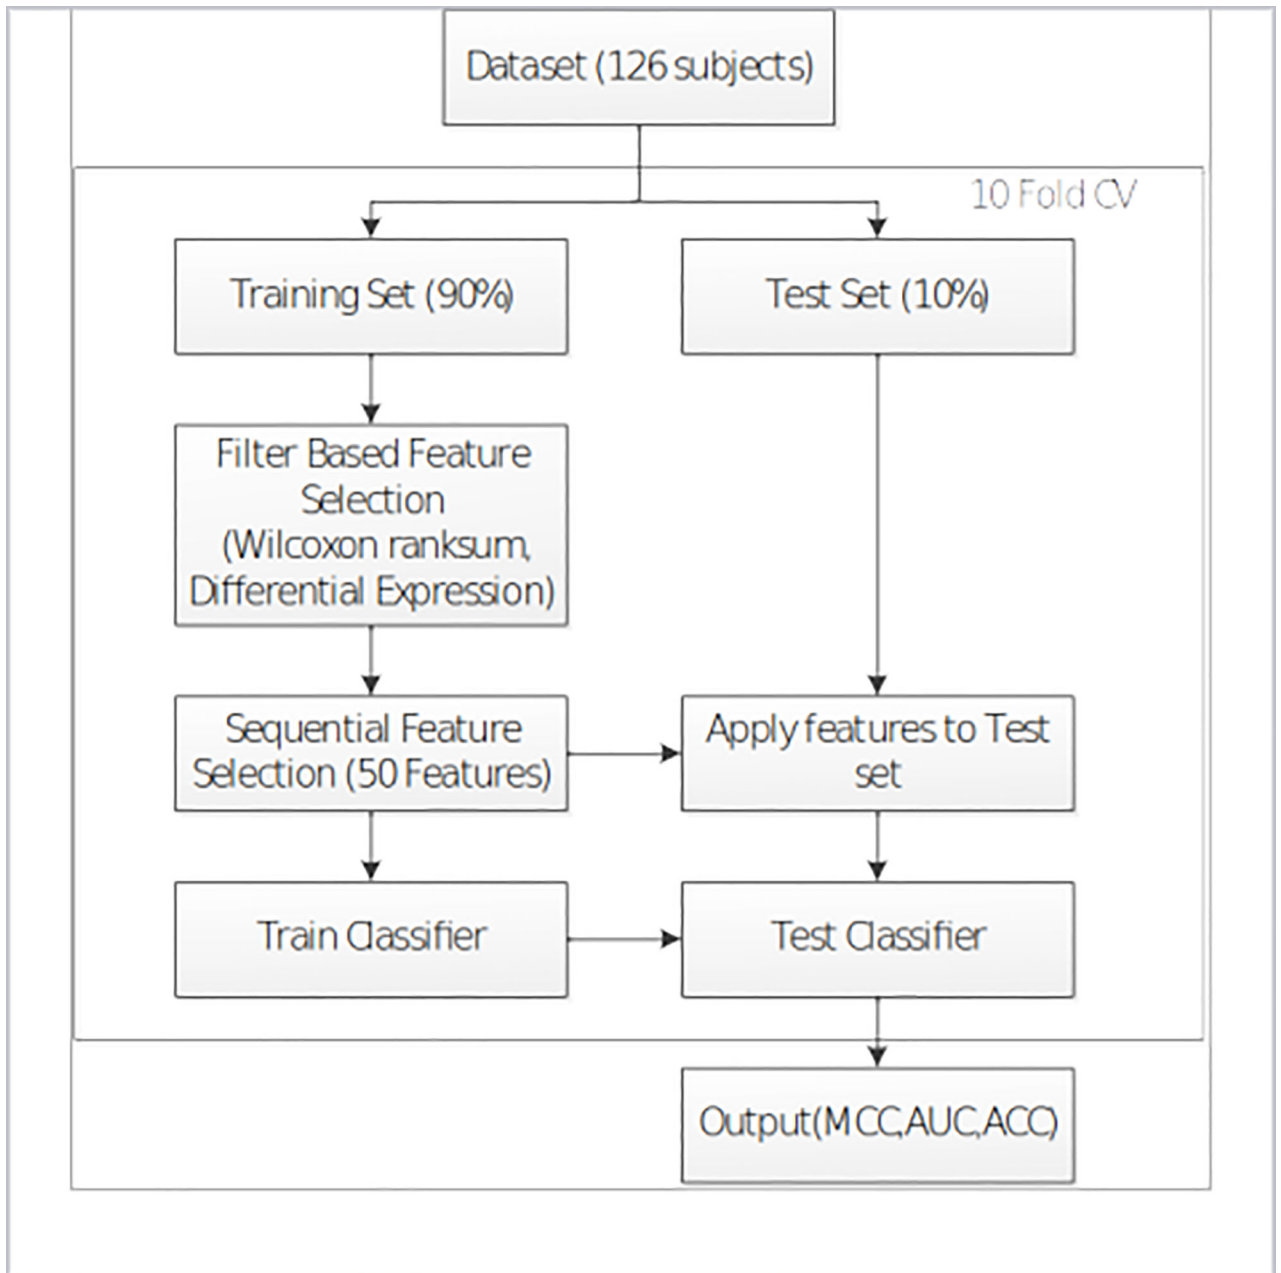 Dataset (126 subjects)
10 Fold CV
Training Set (90%)
Test Set (10%)
Filter Based Feature
Selection
(Wilcoxon ranksum,
Differential Expression)
Sequential Feature
Selection (50 Features)
Apply features to Test
set
Train Classifier
Test Classifier
Output(MCC,AUC,ACC)